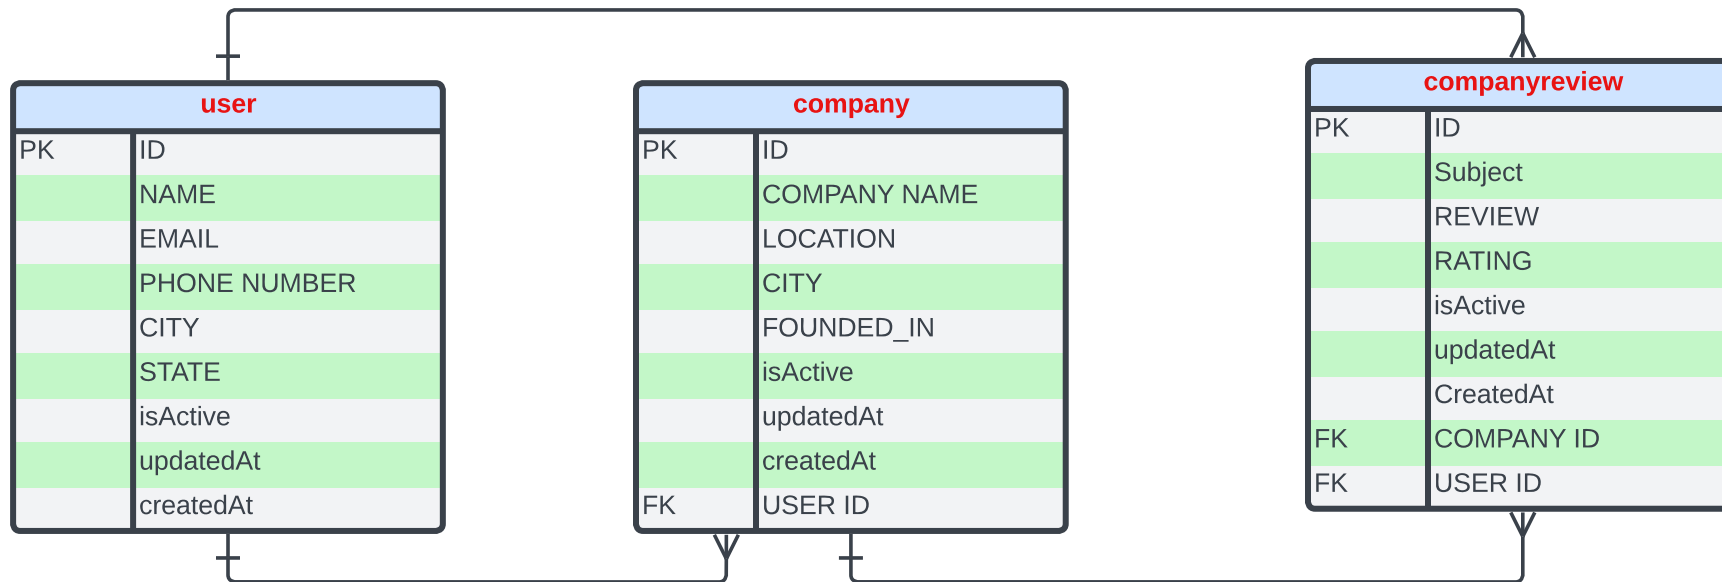 user
PK ID
NAME
EMAIL
PHONE NUMBER
CITY
STATE
isActive
updatedAt
createdAt
company
PK ID
COMPANY NAME
LOCATION
CITY
FOUNDED_IN
isActive
updatedAt
createdAt
FK USER ID
companyreview
PK ID
Subject
REVIEW
RATING
isActive
updatedAt
CreatedAt
FK COMPANY ID
FK USER ID